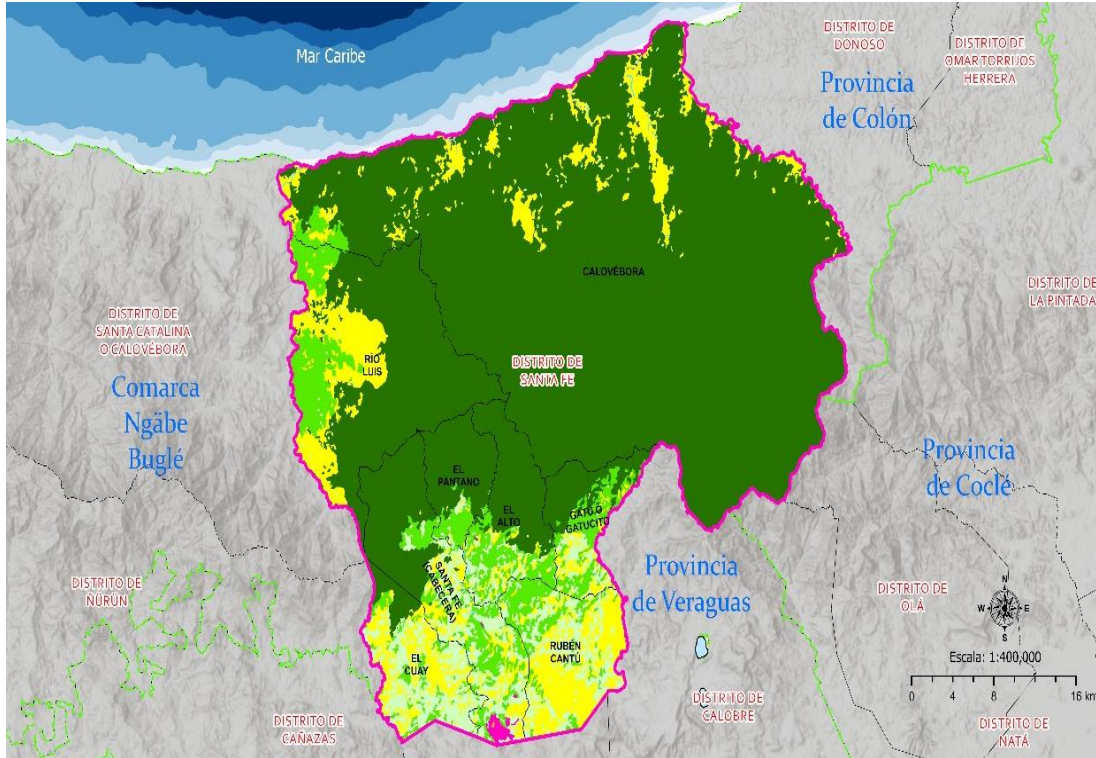 Mar Caribe
DISTRITO DE
DONOSO
DISTRITO DE
OMAR TORRIJOS
HERRERA
Provincia
de Colón
CALOVÉBORA
DISTRITO DE
LA PINTADA
DISTRITO DE
SANTA CATALINA
O CALOVÉBORA
RÍO
LUIS
DISTRITO DE
SANTA FE
Comarca
Ngäbe
Buglé
EL
PANTANO
Provincia
de Coclé
EL
ALTO
GATÚ O
GATUCITO
DISTRITO DE
ÑÜRÜN
SANTA FE
(CABECERA)
Provincia
de Veraguas
DISTRITO DE
OLÁ
N
W E
S
EL
CUAY
RUBÉN
CANTÚ
Escala: 1:400,000
0 4 8 16 km
DISTRITO DE
CAÑAZAS
DISTRITO DE
CALOBRE
DISTRITO DE
NATÁ